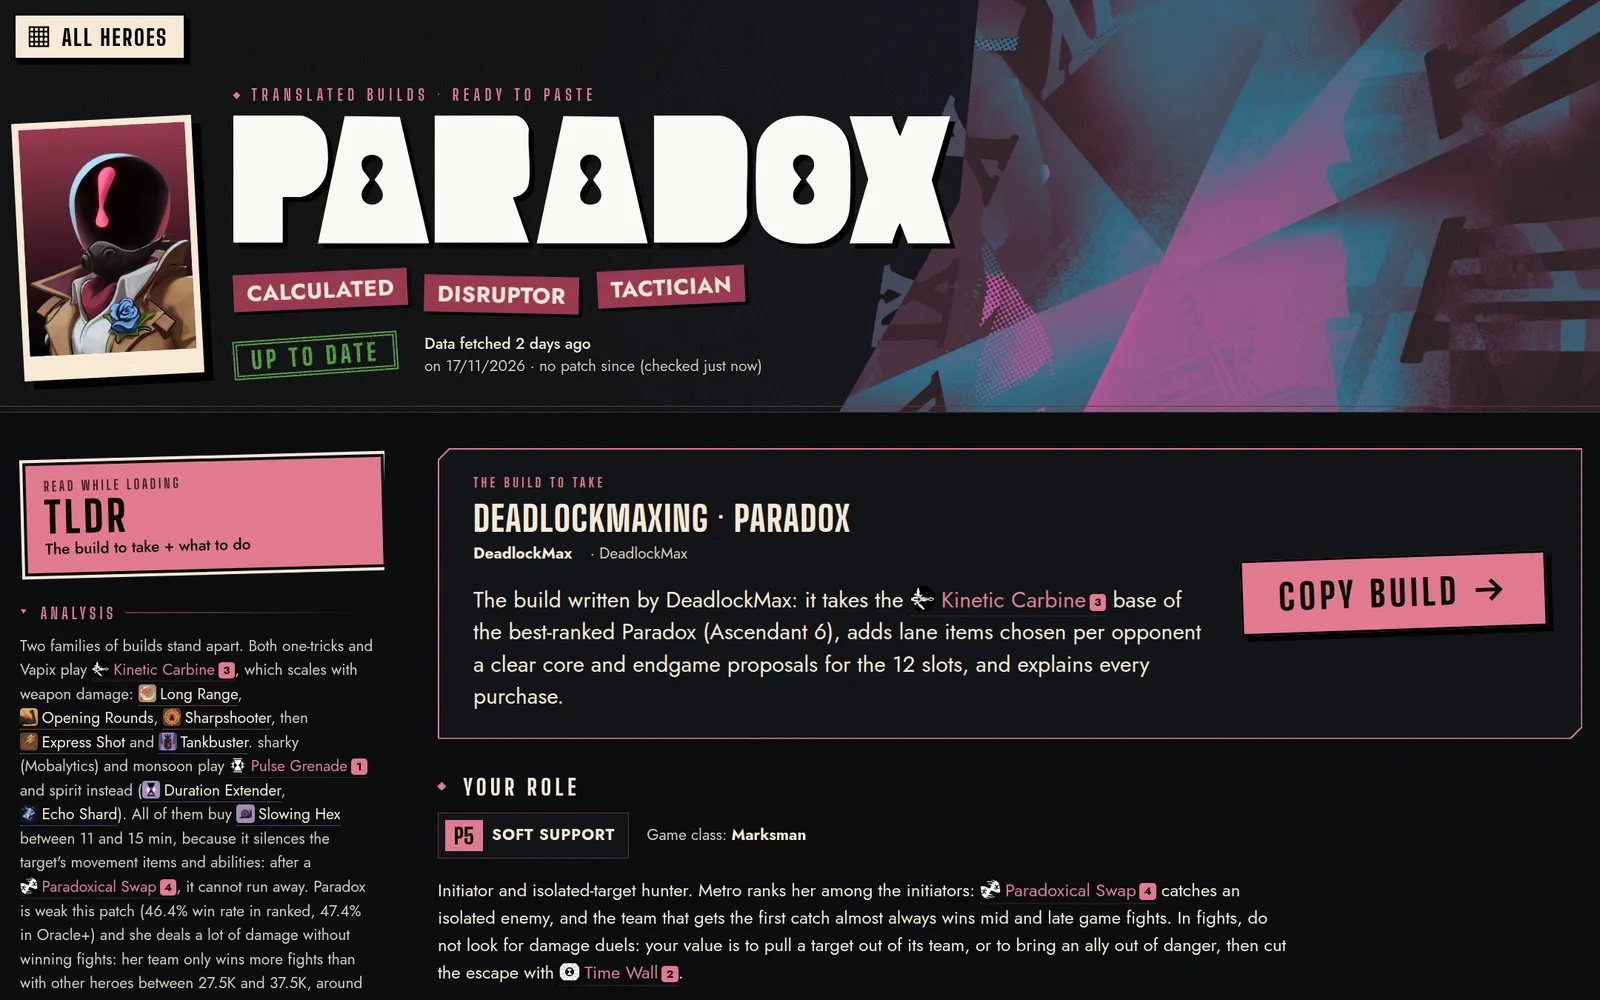 ALL HEROES
TRANSLATED BUILDS · READY TO PASTE
PARADOX
CALCULATED
DISRUPTOR
TACTICIAN
UP TO DATE
Data fetched 2 days ago
on 17/11/2026 · no patch since (checked just now)
READ WHILE LOADING
TLDR
The build to take + what to do
ANALYSIS
Two families of builds stand apart. Both one-tricks and
Vapix play Kinetic Carbine 3, which scales with
weapon damage: Long Range,
Opening Rounds, Sharpshooter, then
Express Shot and Tankbuster. sharky
(Mobalytics) and monsoon play Pulse Grenade 1
and spirit instead (Duration Extender,
Echo Shard). All of them buy Slowing Hex
between 11 and 15 min, because it silences the
target's movement items and abilities: after a
Paradoxical Swap 4, it cannot run away. Paradox
is weak this patch (46.4% win rate in ranked, 47.4%
in Oracle+) and she deals a lot of damage without
winning fights: her team only wins more fights than
with other heroes between 27.5K and 37.5K, around
THE BUILD TO TAKE
DEADLOCKMAXING · PARADOX
DeadlockMax · DeadlockMax
The build written by DeadlockMax: it takes the Kinetic Carbine 3 base of
the best-ranked Paradox (Ascendant 6), adds lane items chosen per opponent
a clear core and endgame proposals for the 12 slots, and explains every
purchase.
COPY BUILD →
YOUR ROLE
P5 SOFT SUPPORT Game class: Marksman
Initiator and isolated-target hunter. Metro ranks her among the initiators: Paradoxical Swap 4 catches an
isolated enemy, and the team that gets the first catch almost always wins mid and late game fights. In fights, do
not look for damage duels: your value is to pull a target out of its team, or to bring an ally out of danger, then cut
the escape with Time Wall 2.